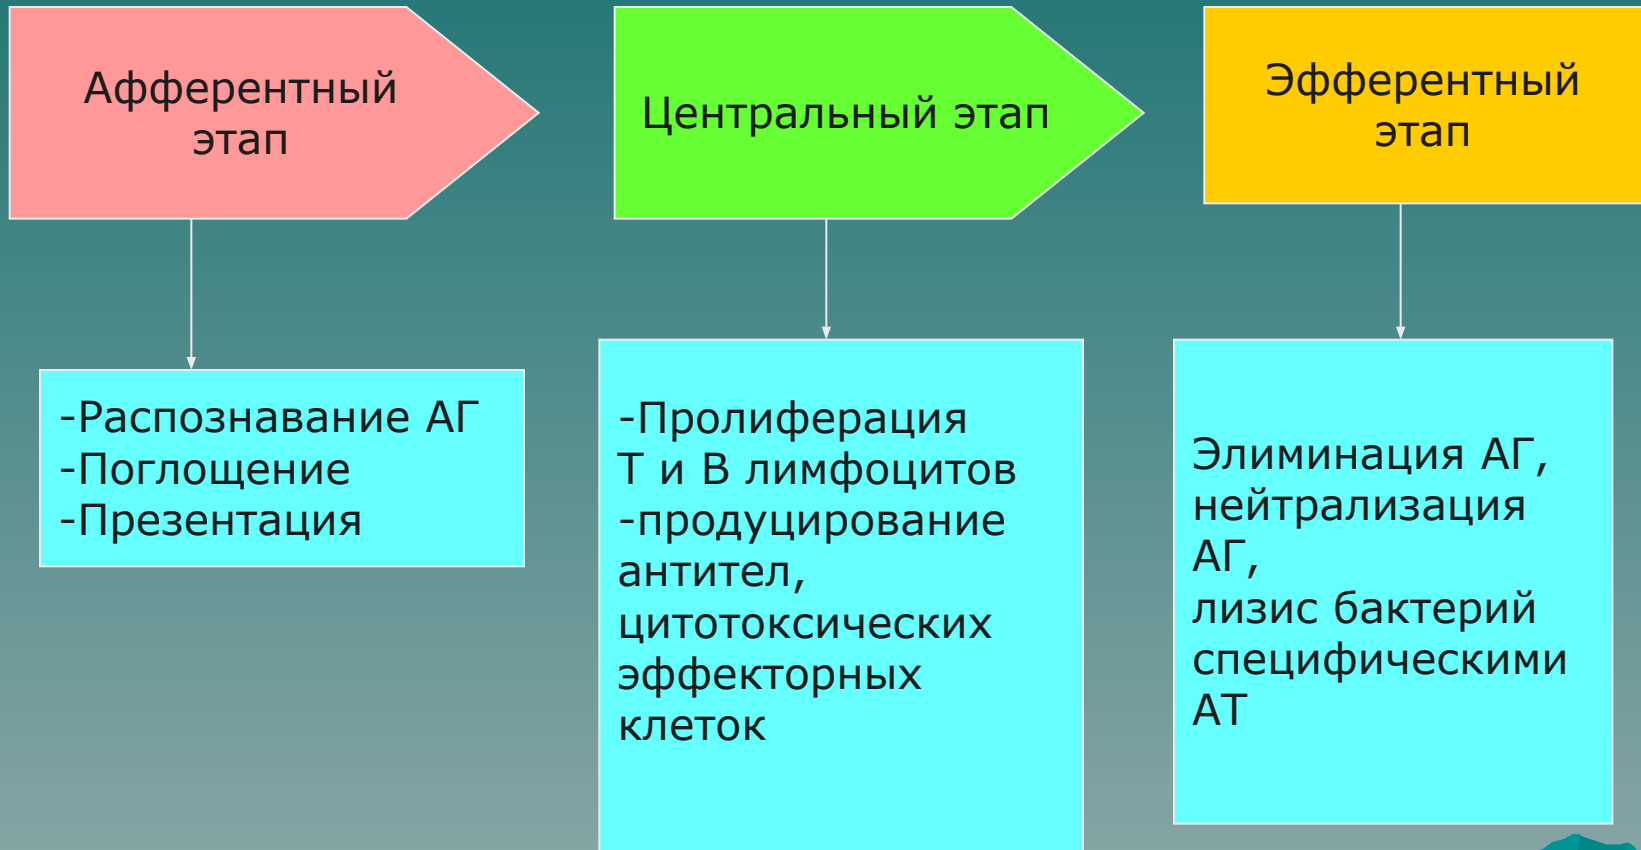 Афферентный
этап
Центральный этап
Эфферентный
этап
-Распознавание АГ
-Поглощение
-Презентация
-Пролиферация
Т и В лимфоцитов
-продуцирование
антител,
цитотоксических
эффекторных
клеток
Элиминация АГ,
нейтрализация
АГ,
лизис бактерий
специфическими
АТ